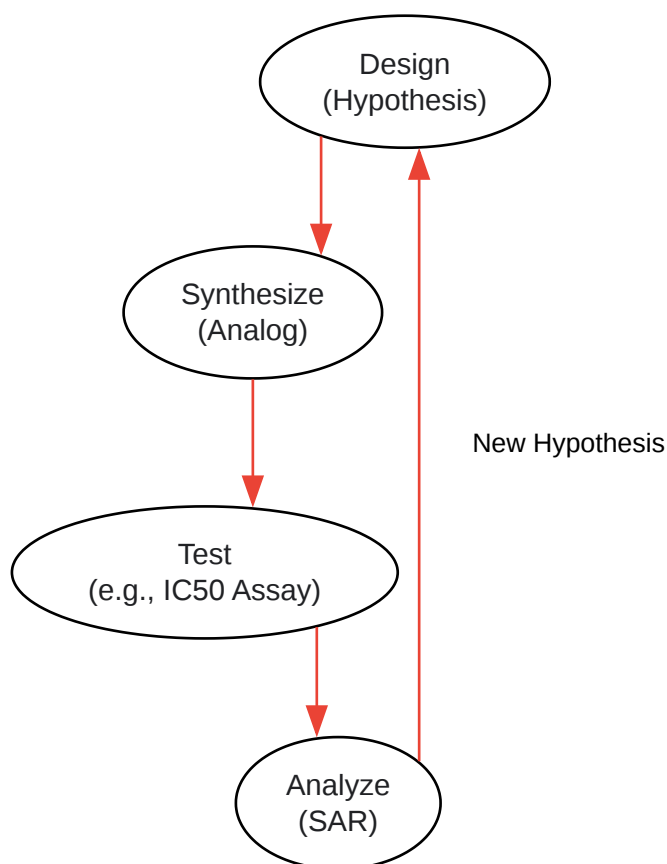 Design
(Hypothesis)
Synthesize
(Analog)
New Hypothesis
Test
(e.g., IC50 Assay)
Analyze
(SAR)